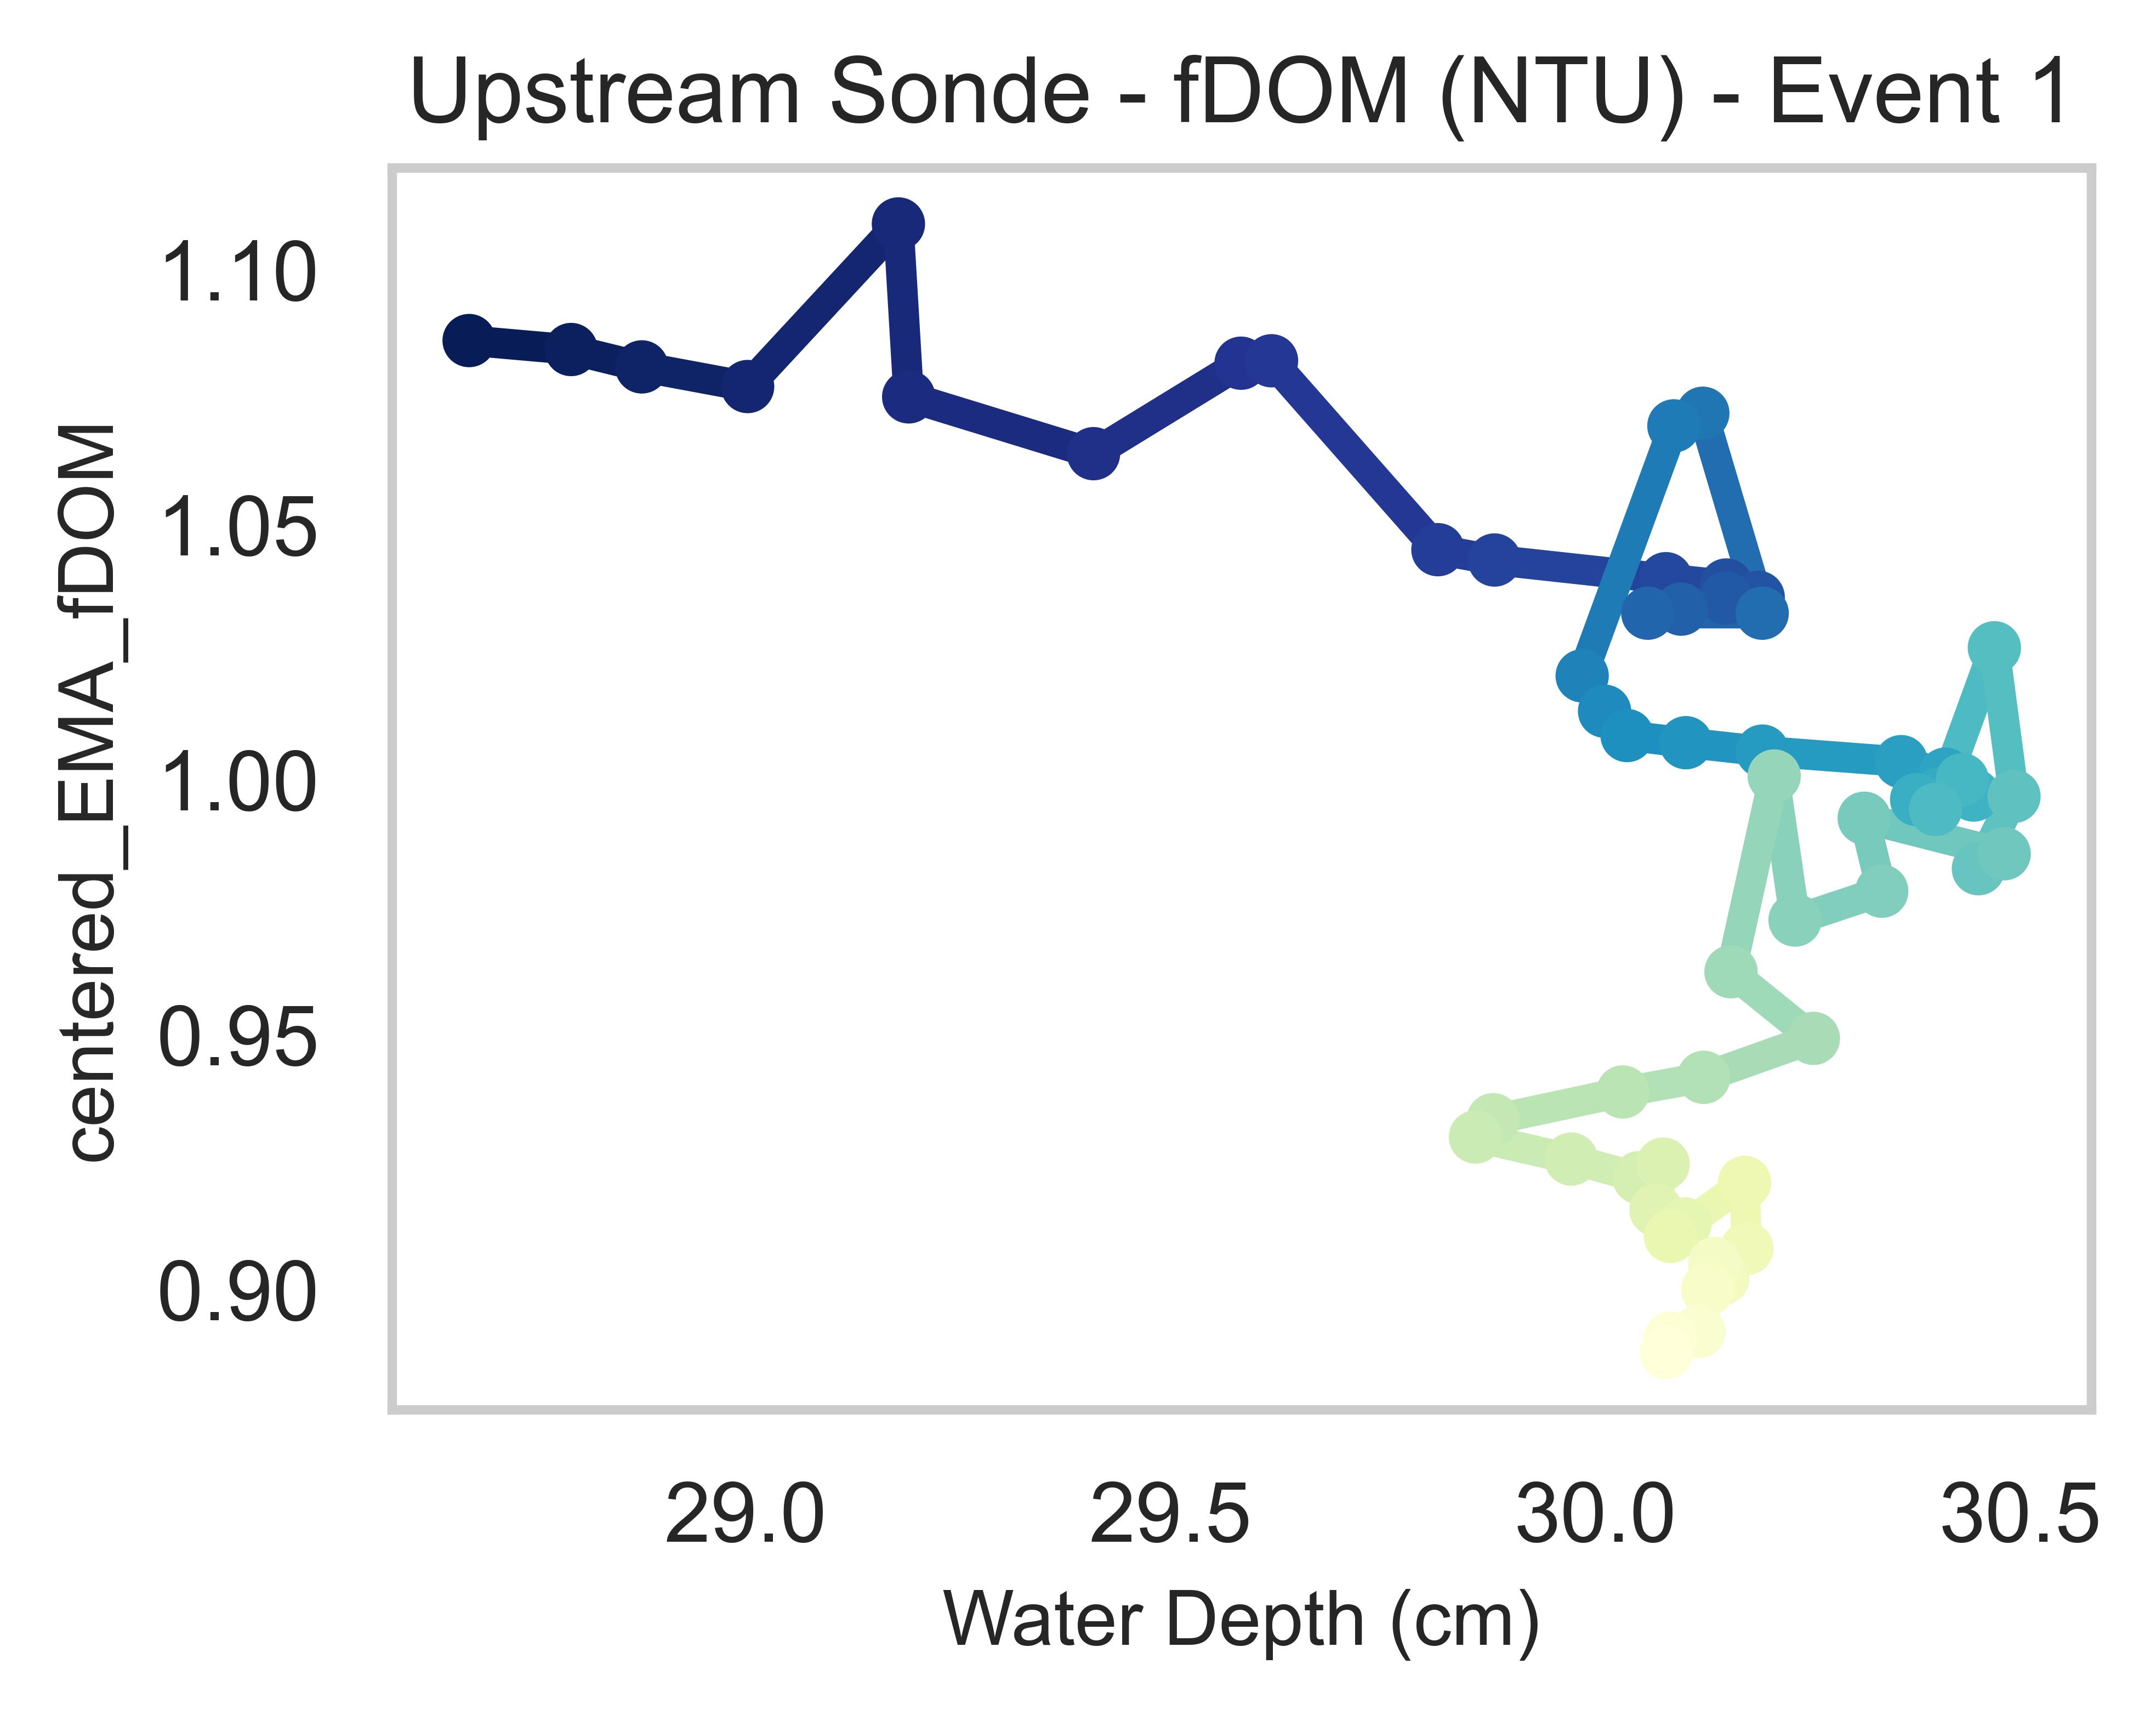 Upstream Sonde - fDOM (NTU) - Event 1
centered_EMA_fDOM
1.10
1.05
1.00
0.95
0.90
29.0 29.5 30.0 30.5
Water Depth (cm)